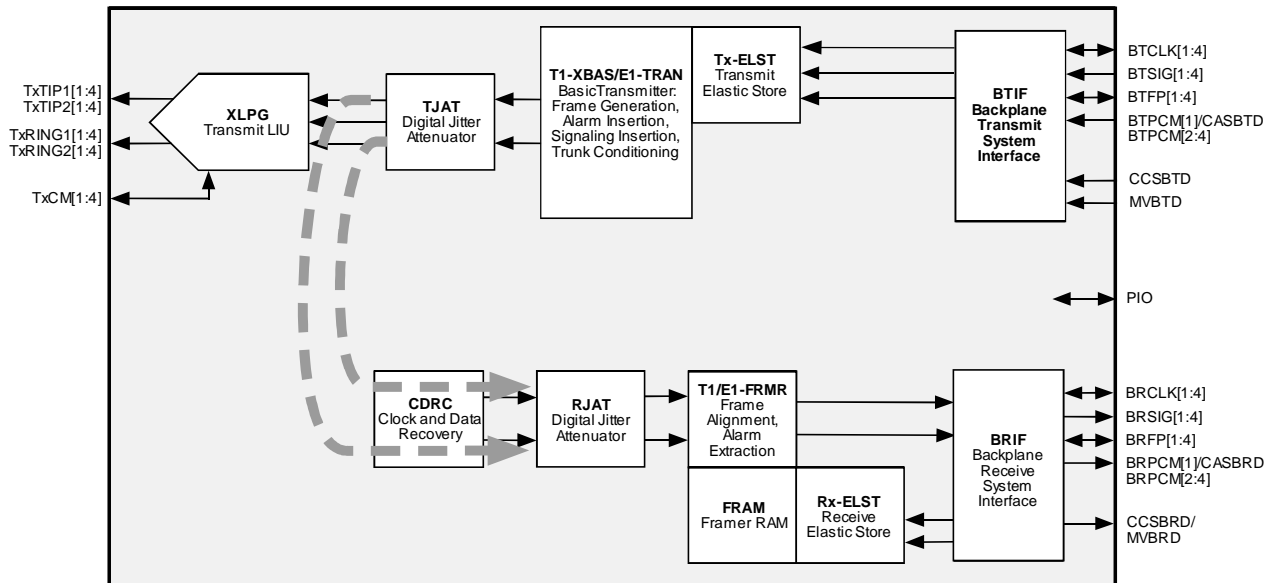 TxTIP1[1:4]
TxTIP2[1:4]
TxRING1[1:4]
TxRING2[1:4]
TxCM[1:4]
XLPG
Transmit LIU
TJAT
Digital Jitter
Attenuator
T1-XBAS/E1-TRAN
BasicTransmitter:
Frame Generation,
Alarm Insertion,
Signaling Insertion,
Trunk Conditioning
Tx-ELST
Transmit
Elastic Store
BTIF
Backplane
Transmit
System
Interface
BTCLK[1:4]
BTSIG[1:4]
BTFP[1:4]
BTPCM[1]/CASBTD
BTPCM[2:4]
CCSBTD
MVBTD
PIO
CDRC
Clock and Data
Recovery
RJAT
Digital Jitter
Attenuator
T1/E1-FRMR
Frame
Alignment,
Alarm
Extraction
FRAM
Framer RAM
Rx-ELST
Receive
Elastic Store
BRIF
Backplane
Receive
System
Interface
BRCLK[1:4]
BRSIG[1:4]
BRFP[1:4]
BRPCM[1]/CASBRD
BRPCM[2:4]
CCSBRD/
MVBRD